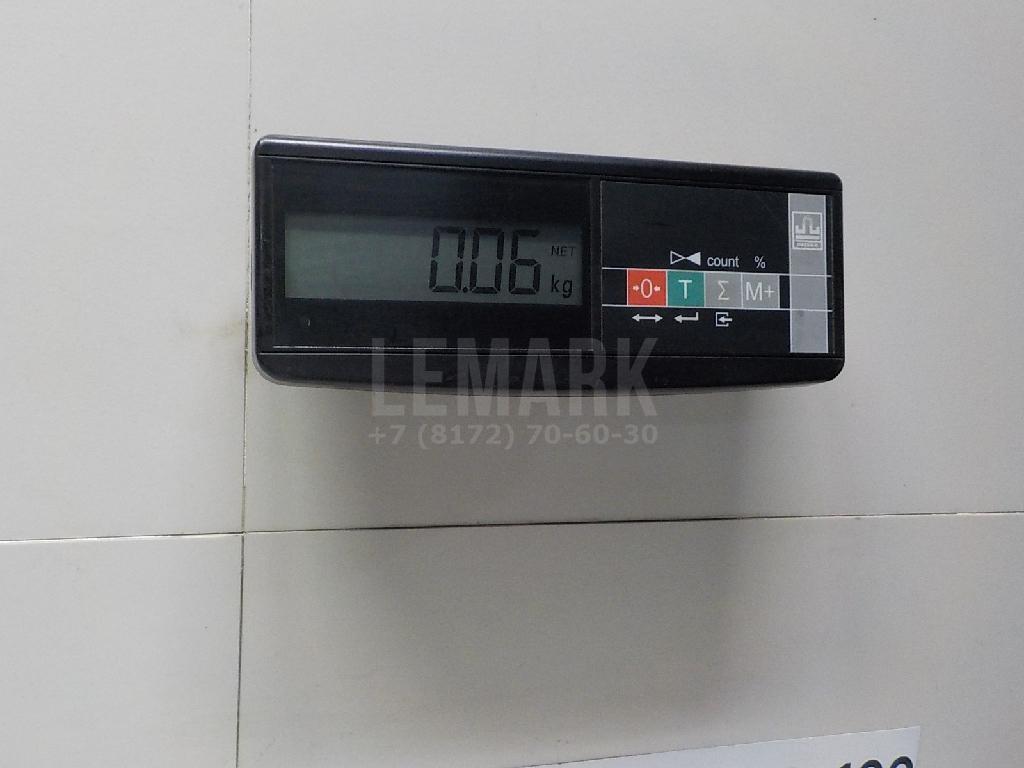 0.06 NET kg
count %
→0← T Σ M+
LEMARK
+7 (8172) 70-60-30